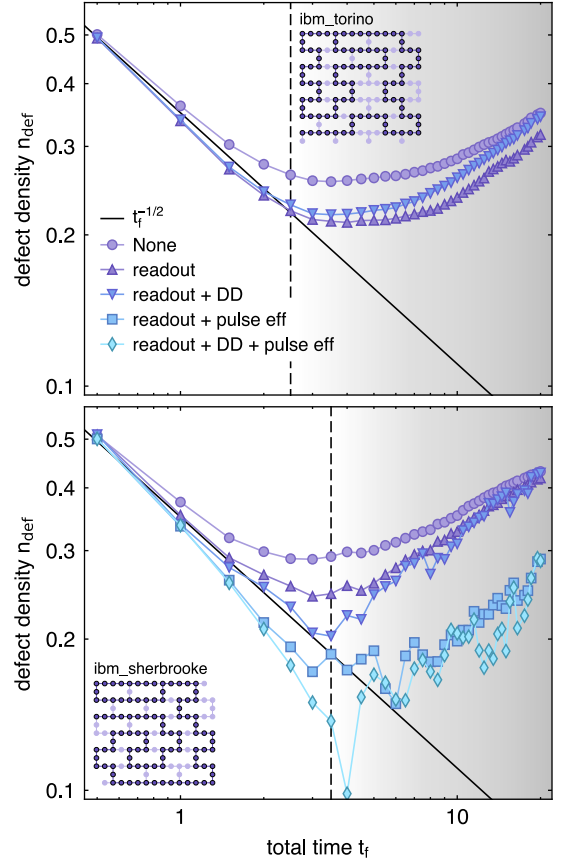 ibm_torino
0.5
0.4
0.3
0.2
0.1
defect density n_def
t_f^{-1/2}
None
readout
readout + DD
readout + pulse eff
readout + DD + pulse eff
0.5
0.4
0.3
0.2
0.1
defect density n_def
ibm_sherbrooke
1
10
total time t_f